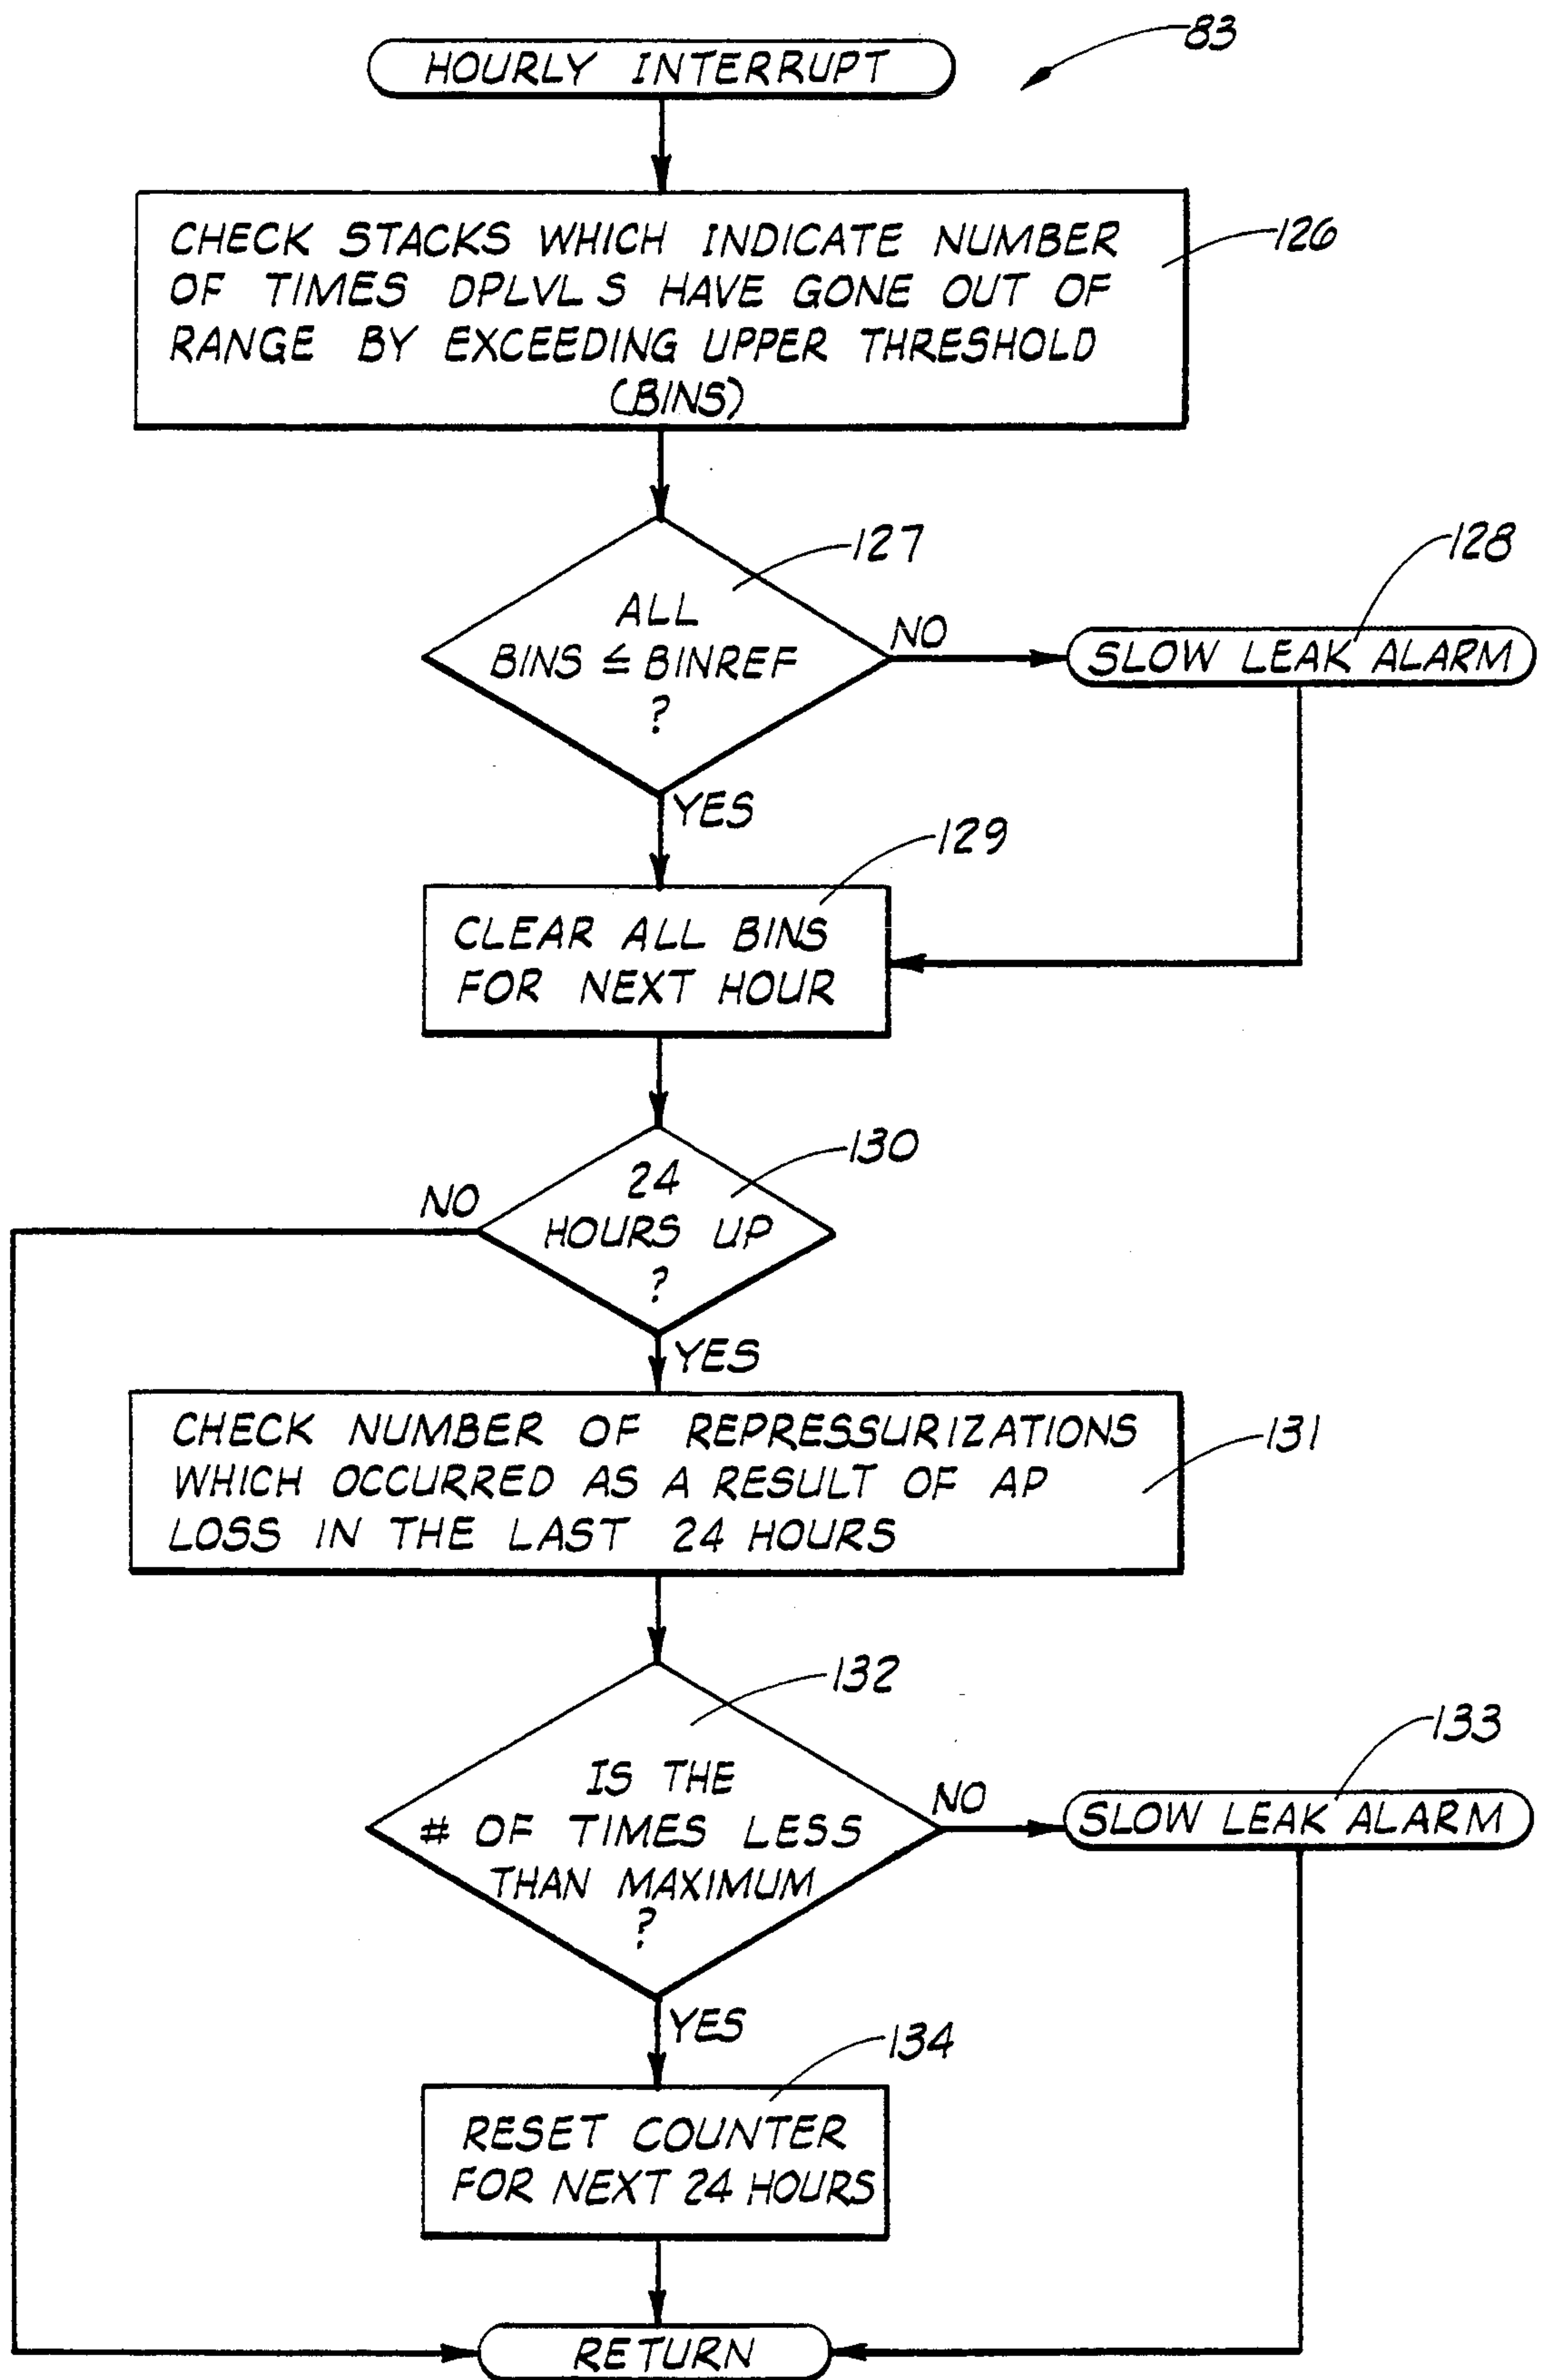 HOURLY INTERRUPT
83
CHECK STACKS WHICH INDICATE NUMBER
OF TIMES DPLVLS HAVE GONE OUT OF
RANGE BY EXCEEDING UPPER THRESHOLD
(BINS)
126
127
ALL
BINS ≤ BINREF
?
NO
128
SLOW LEAK ALARM
YES
129
CLEAR ALL BINS
FOR NEXT HOUR
130
24
HOURS UP
?
NO
YES
CHECK NUMBER OF REPRESSURIZATIONS
WHICH OCCURRED AS A RESULT OF AP
LOSS IN THE LAST 24 HOURS
131
132
IS THE
# OF TIMES LESS
THAN MAXIMUM
?
NO
133
SLOW LEAK ALARM
YES
134
RESET COUNTER
FOR NEXT 24 HOURS
RETURN